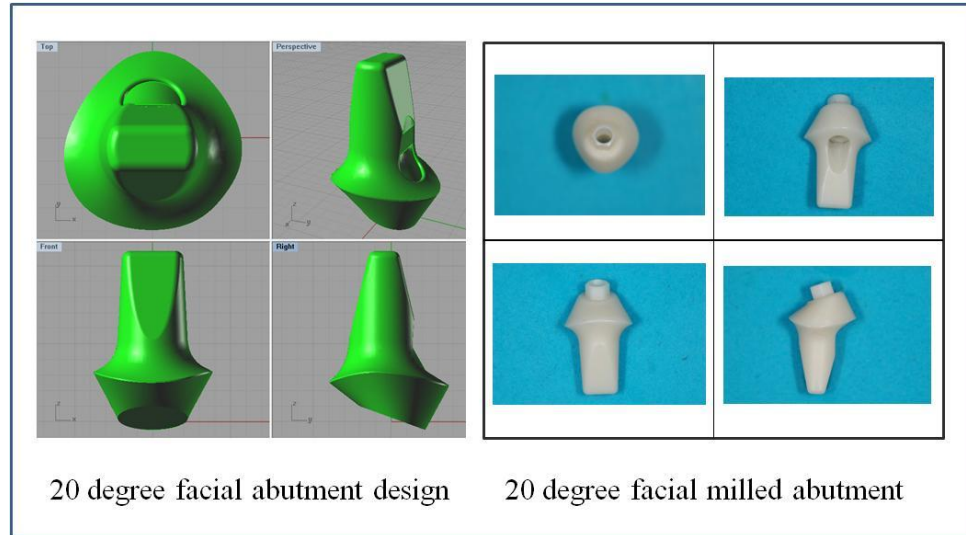 Top
Perspective
Front
Right
20 degree facial abutment design
20 degree facial milled abutment